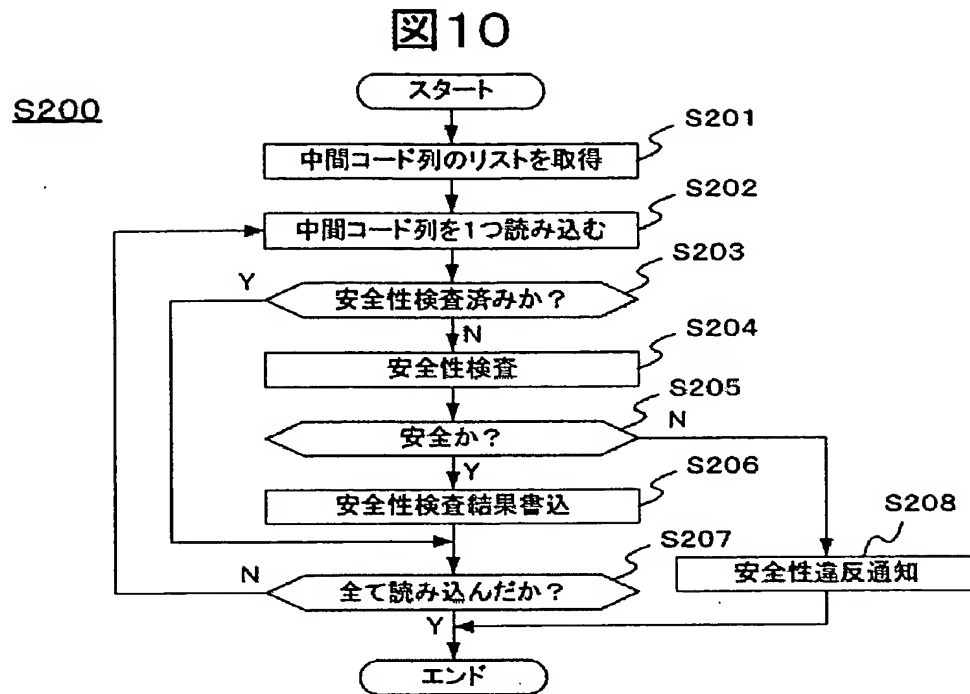 図10
S200
スタート
S201
中間コード列のリストを取得
S202
中間コード列を1つ読み込む
S203
Y
安全性検査済みか？
N
S204
安全性検査
S205
安全か？
N
Y
S206
安全性検査結果書込
S208
安全性違反通知
S207
N
全て読み込んだか？
Y
エンド